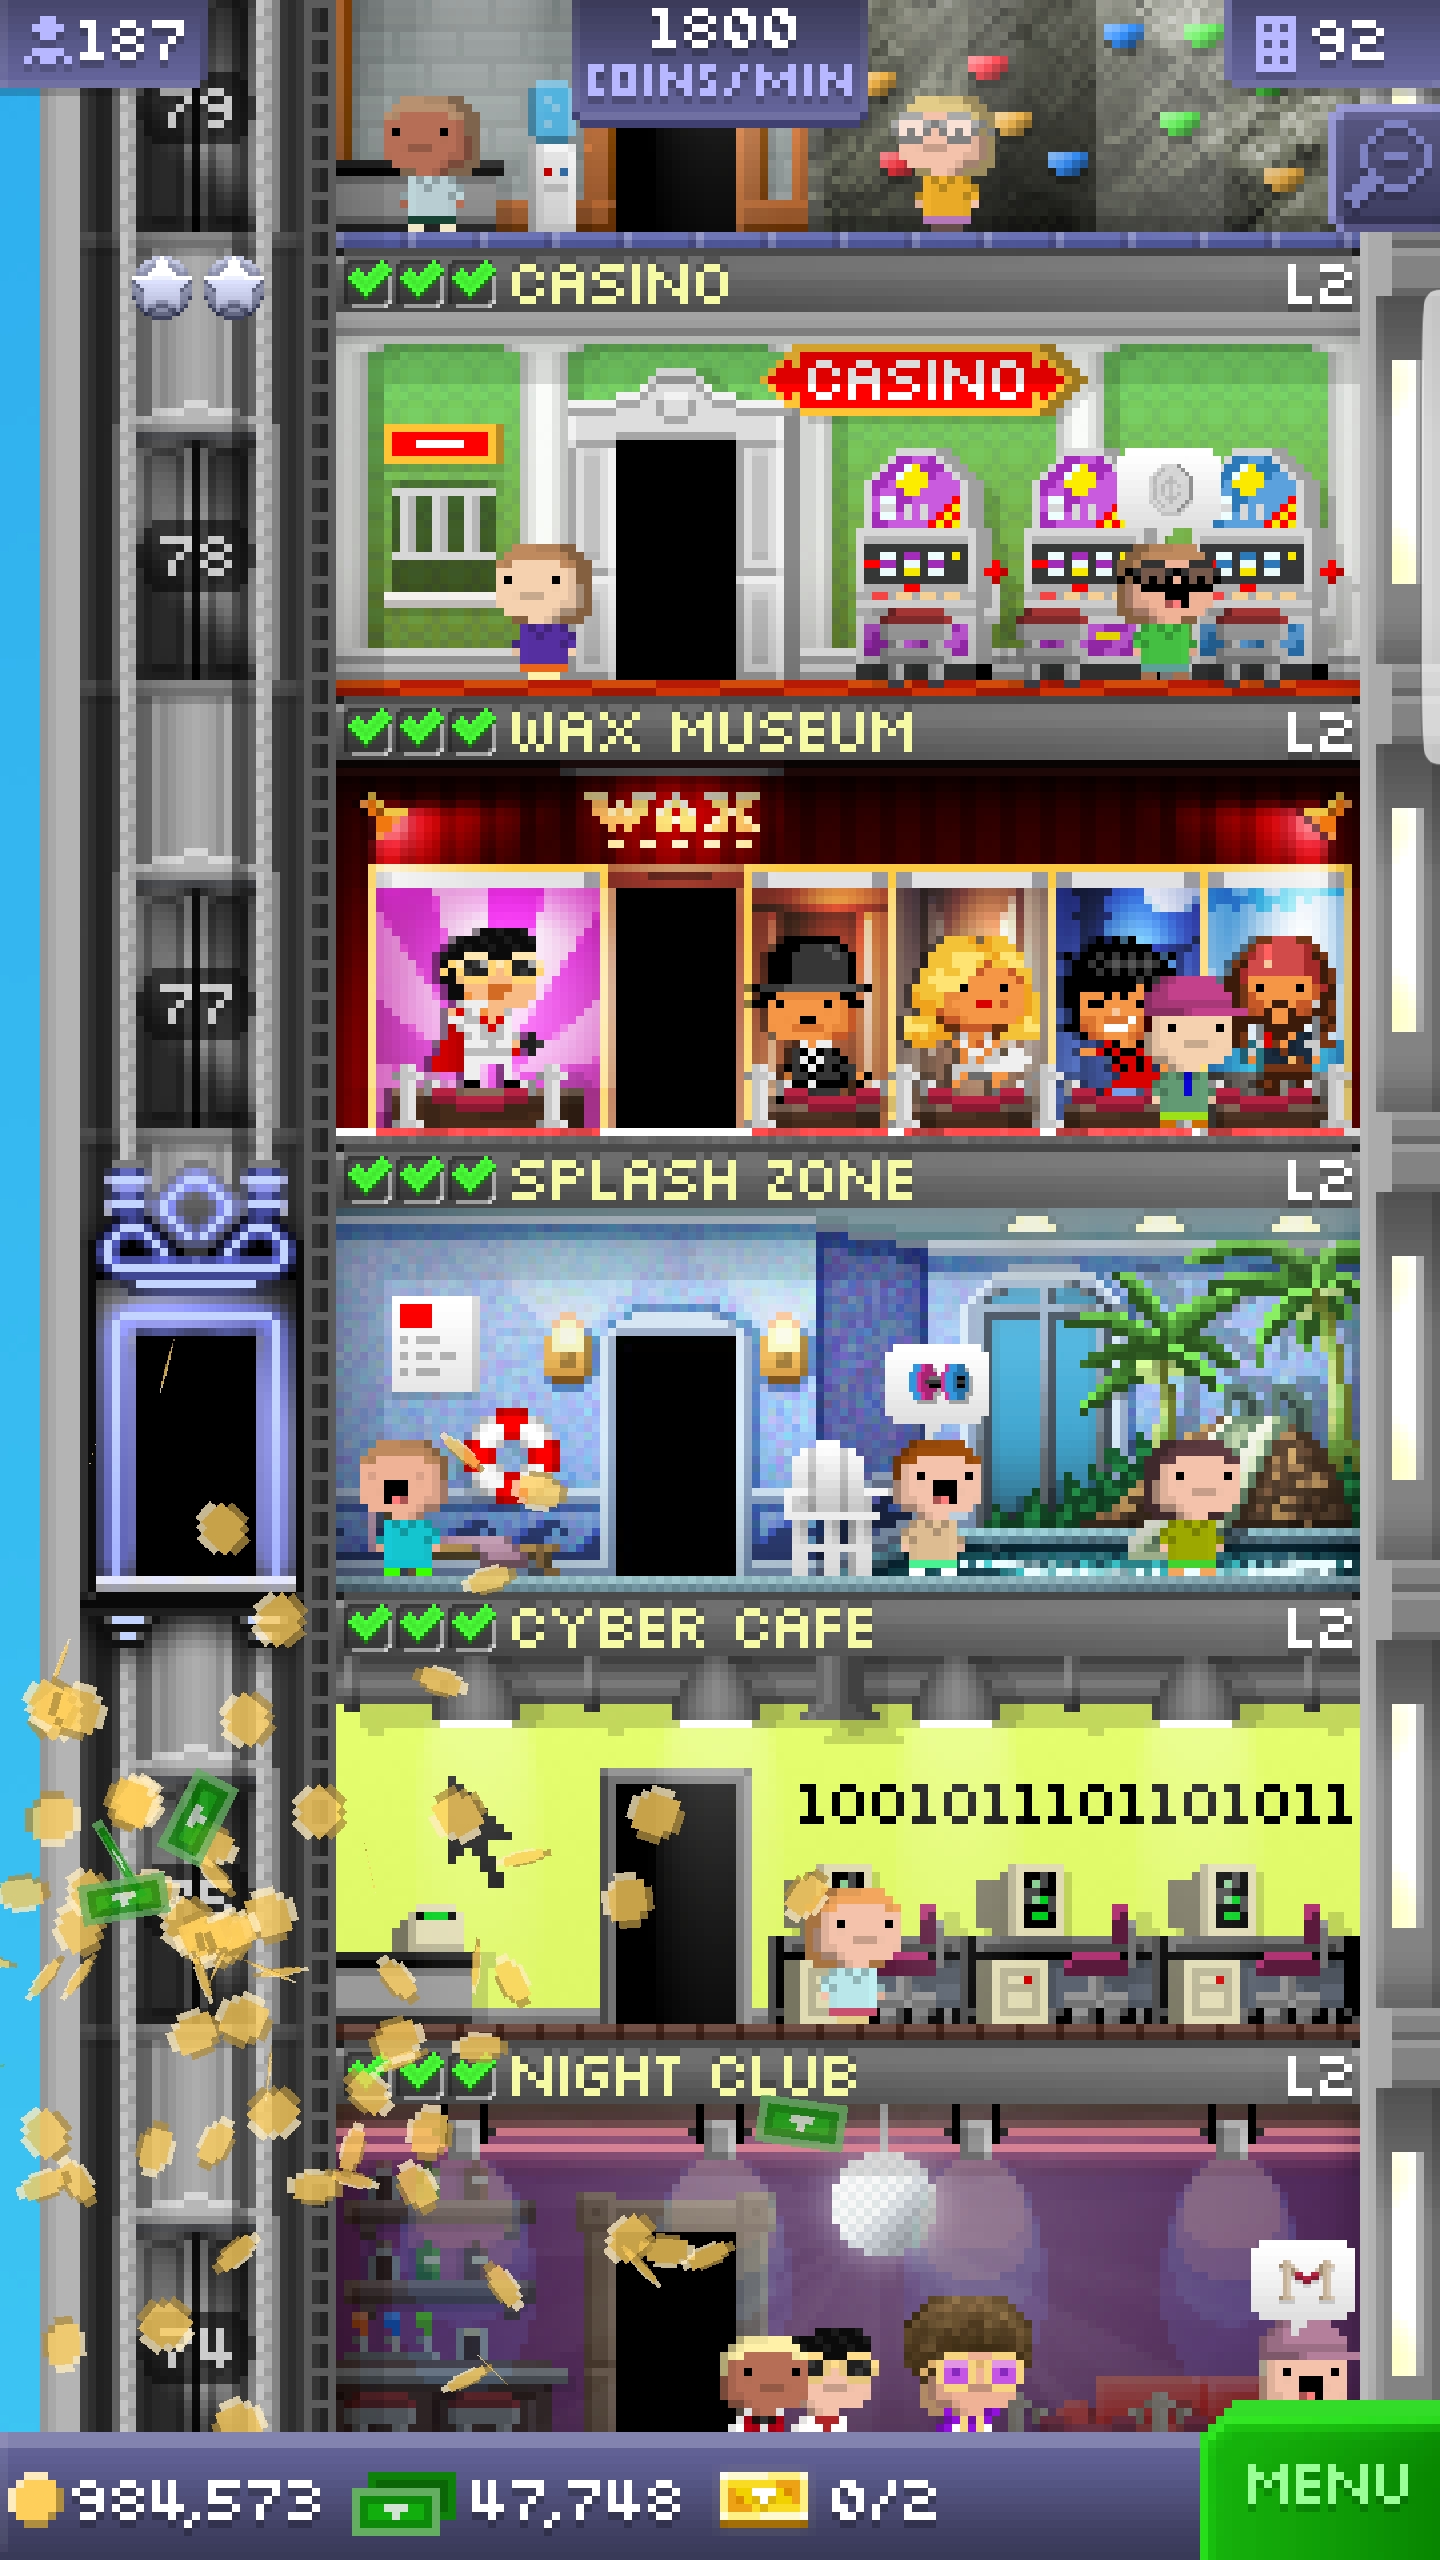 187
1800
COINS/MIN
92
79
CASINO
L2
CASINO
78
WAX MUSEUM
L2
WAX
77
SPLASH ZONE
L2
CYBER CAFE
L2
1001011101101011
NIGHT CLUB
L2
74
984,573
47,748
0/2
MENU